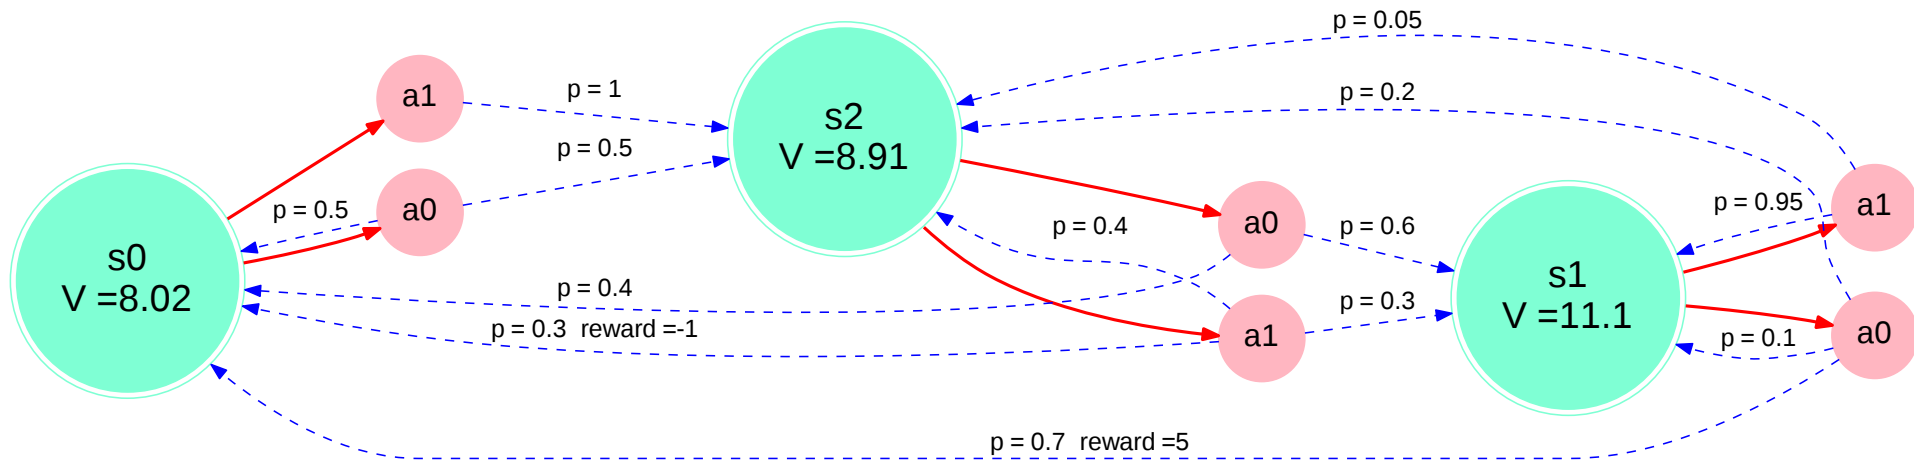 p = 0.05
a1
p = 1
p = 0.2
s2
V =8.91
p = 0.5
a0
p = 0.5
a1
p = 0.95
s0
V =8.02
a0
p = 0.4
p = 0.6
s1
V =11.1
p = 0.4
p = 0.3
p = 0.3  reward =-1
a1
a0
p = 0.1
p = 0.7  reward =5